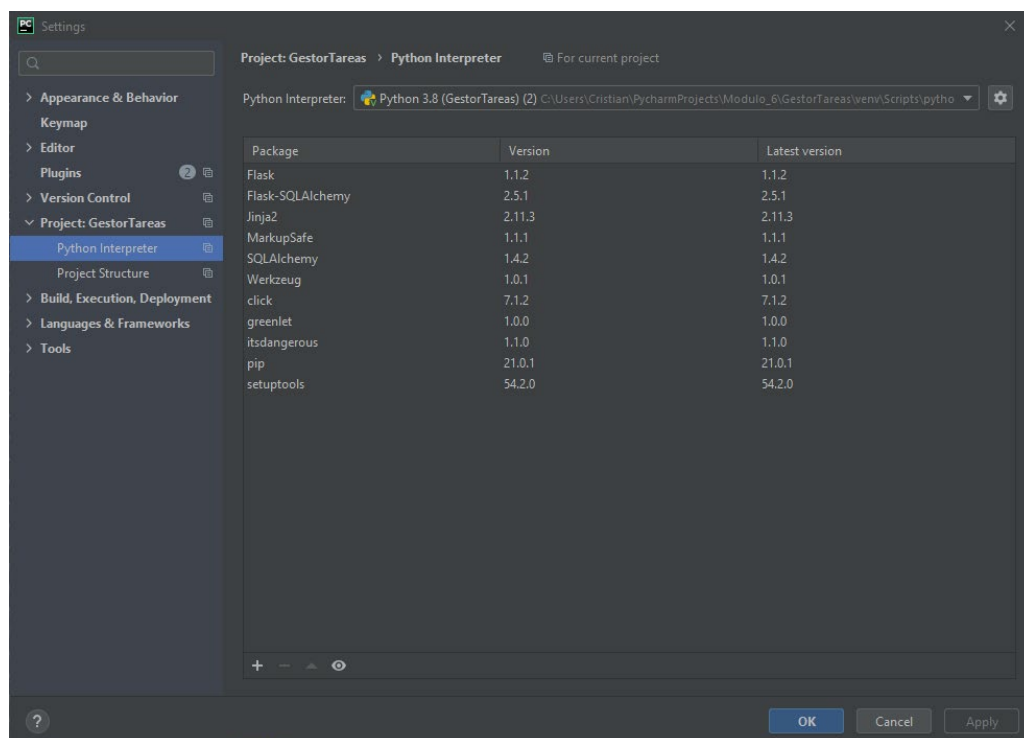 PC Settings
Appearance & Behavior
Keymap
Editor
Plugins 2
Version Control
Project: GestorTareas
Python Interpreter
Project Structure
Build, Execution, Deployment
Languages & Frameworks
Tools
Project: GestorTareas > Python Interpreter For current project
Python Interpreter: Python 3.8 (GestorTareas) (2) C:\Users\Cristian\PycharmProjects\Modulo_6\GestorTareas\venv\Scripts\pytho
Package Version Latest version
Flask 1.1.2 1.1.2
Flask-SQLAlchemy 2.5.1 2.5.1
Jinja2 2.11.3 2.11.3
MarkupSafe 1.1.1 1.1.1
SQLAlchemy 1.4.2 1.4.2
Werkzeug 1.0.1 1.0.1
click 7.1.2 7.1.2
greenlet 1.0.0 1.0.0
itsdangerous 1.1.0 1.1.0
pip 21.0.1 21.0.1
setuptools 54.2.0 54.2.0
? OK Cancel Apply